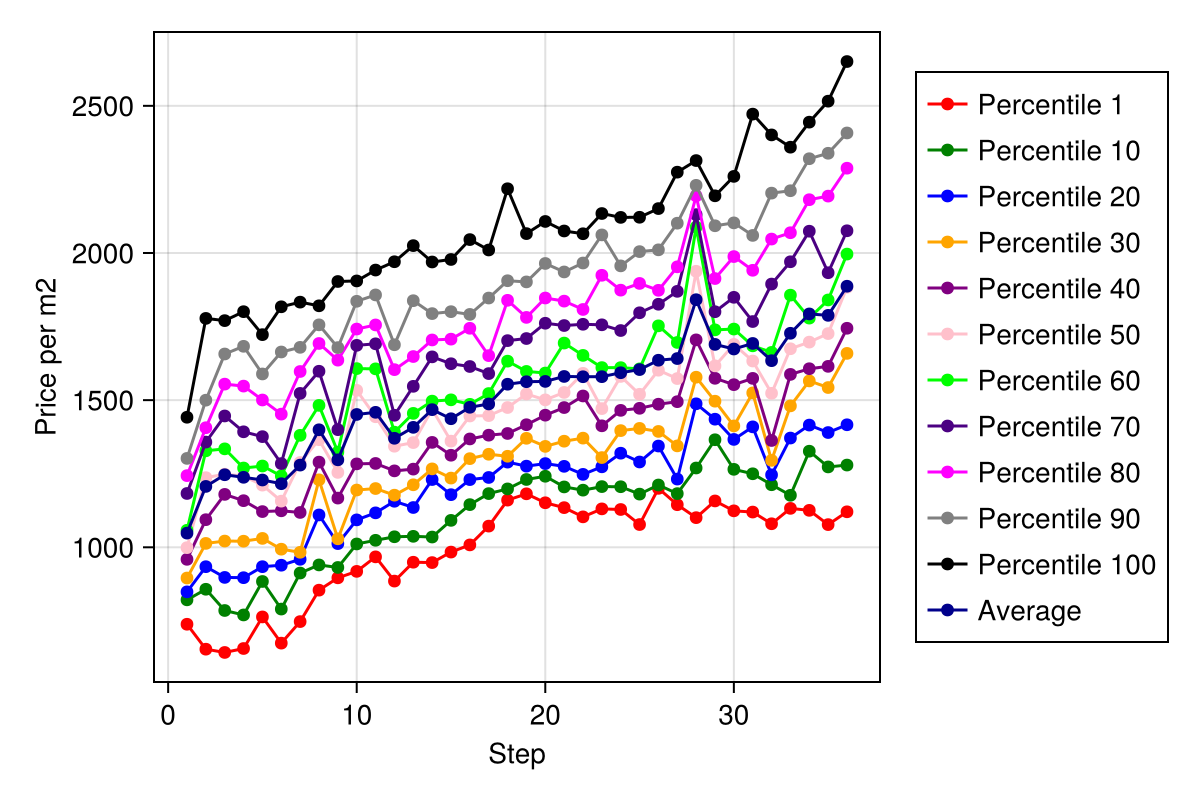 2500
2000
1500
1000
Price per m2
0
10
20
30
Step
Percentile 1
Percentile 10
Percentile 20
Percentile 30
Percentile 40
Percentile 50
Percentile 60
Percentile 70
Percentile 80
Percentile 90
Percentile 100
Average